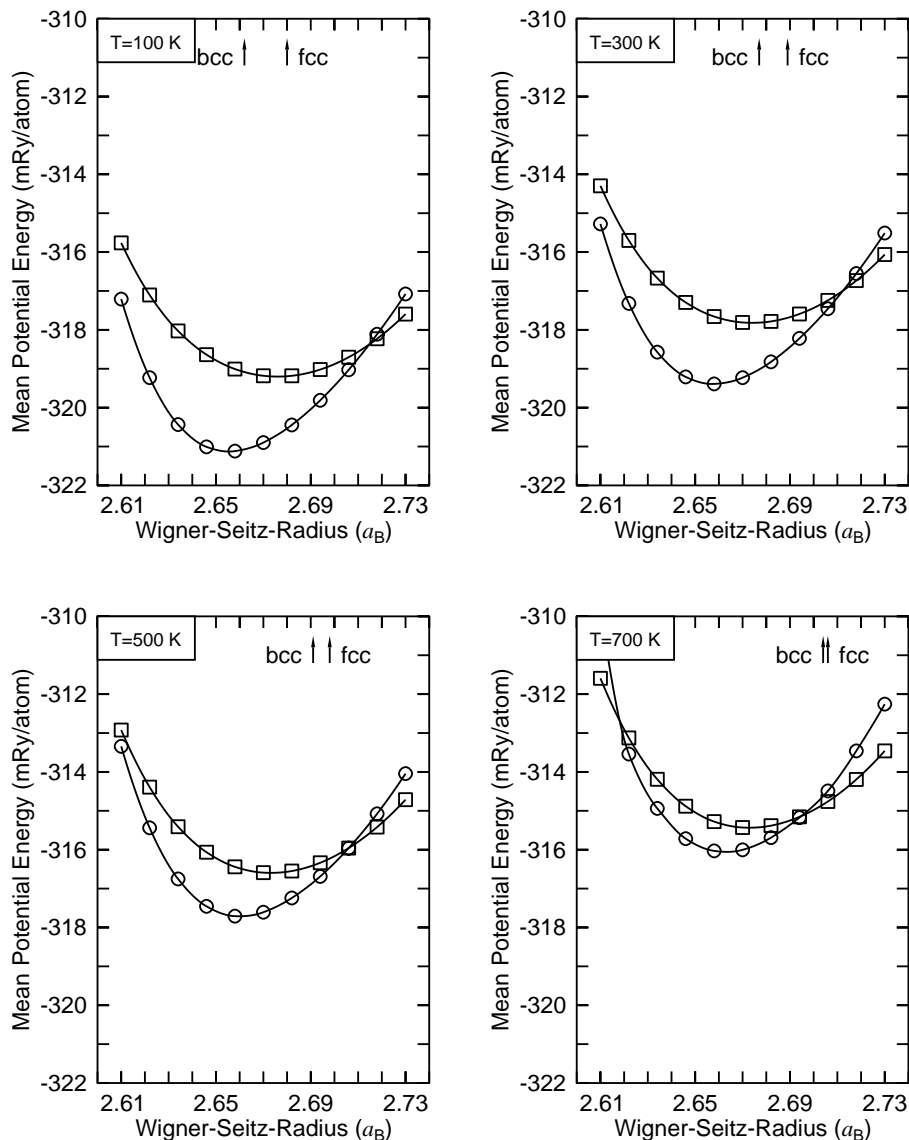 -310
-312
-314
-316
-318
-320
-322
Mean Potential Energy (mRy/atom)
T=100 K
bcc fcc
2.61 2.65 2.69 2.73
Wigner-Seitz-Radius (aB)
-310
-312
-314
-316
-318
-320
-322
Mean Potential Energy (mRy/atom)
T=300 K
bcc fcc
2.61 2.65 2.69 2.73
Wigner-Seitz-Radius (aB)
-310
-312
-314
-316
-318
-320
-322
Mean Potential Energy (mRy/atom)
T=500 K
bcc fcc
2.61 2.65 2.69 2.73
Wigner-Seitz-Radius (aB)
-310
-312
-314
-316
-318
-320
-322
Mean Potential Energy (mRy/atom)
T=700 K
bcc fcc
2.61 2.65 2.69 2.73
Wigner-Seitz-Radius (aB)